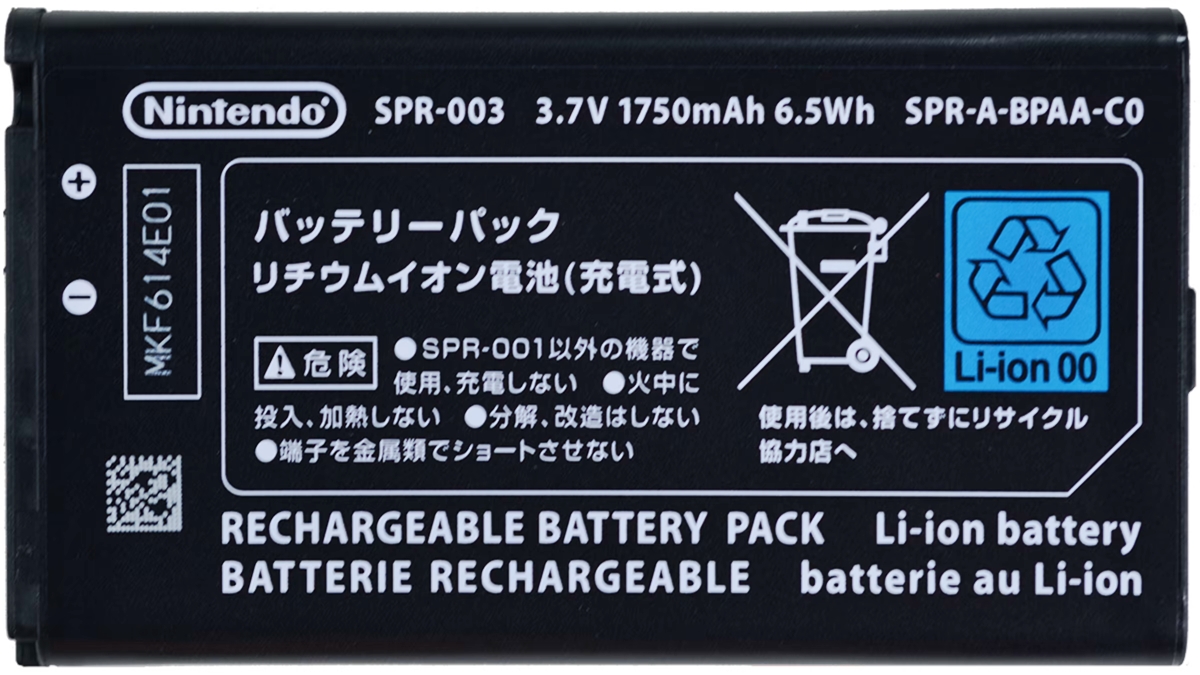 Nintendo SPR-003 3.7V 1750mAh 6.5Wh SPR-A-BPAA-C0
MKF614E01
バッテリーパック
リチウムイオン電池(充電式)
危険 ●SPR-001以外の機器で
使用、充電しない ●火中に
投入、加熱しない ●分解、改造はしない
●端子を金属類でショートさせない
Li-ion 00
使用後は、捨てずにリサイクル
協力店へ
RECHARGEABLE BATTERY PACK Li-ion battery
BATTERIE RECHARGEABLE batterie au Li-ion